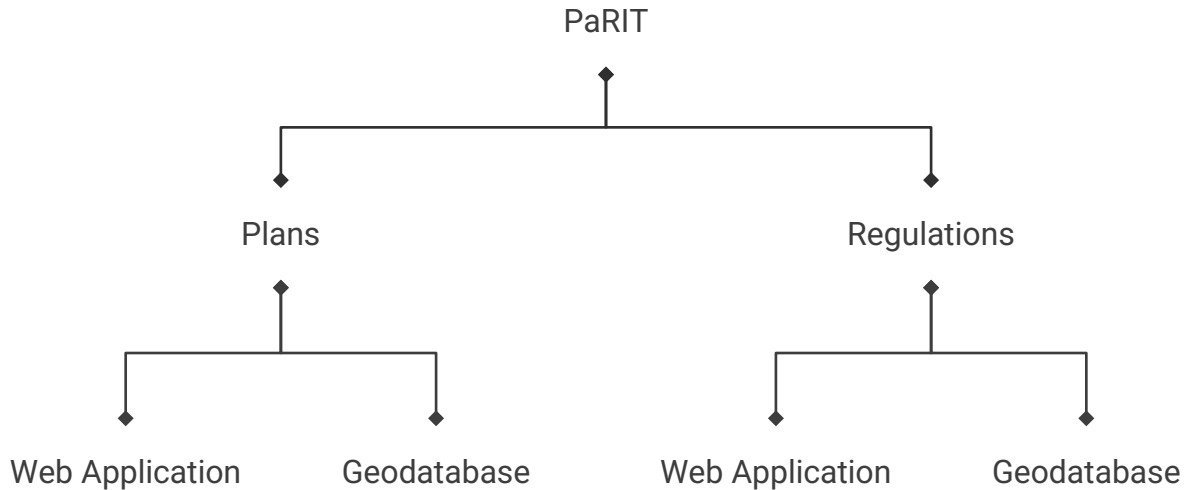 PaRIT
Plans
Regulations
Web Application
Geodatabase
Web Application
Geodatabase